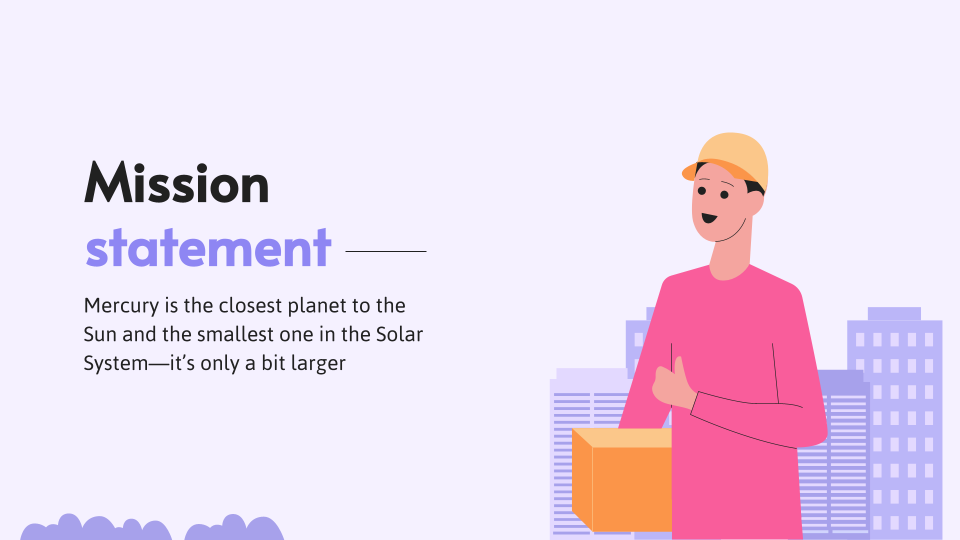 Mission
statement
Mercury is the closest planet to the
Sun and the smallest one in the Solar
System—it’s only a bit larger